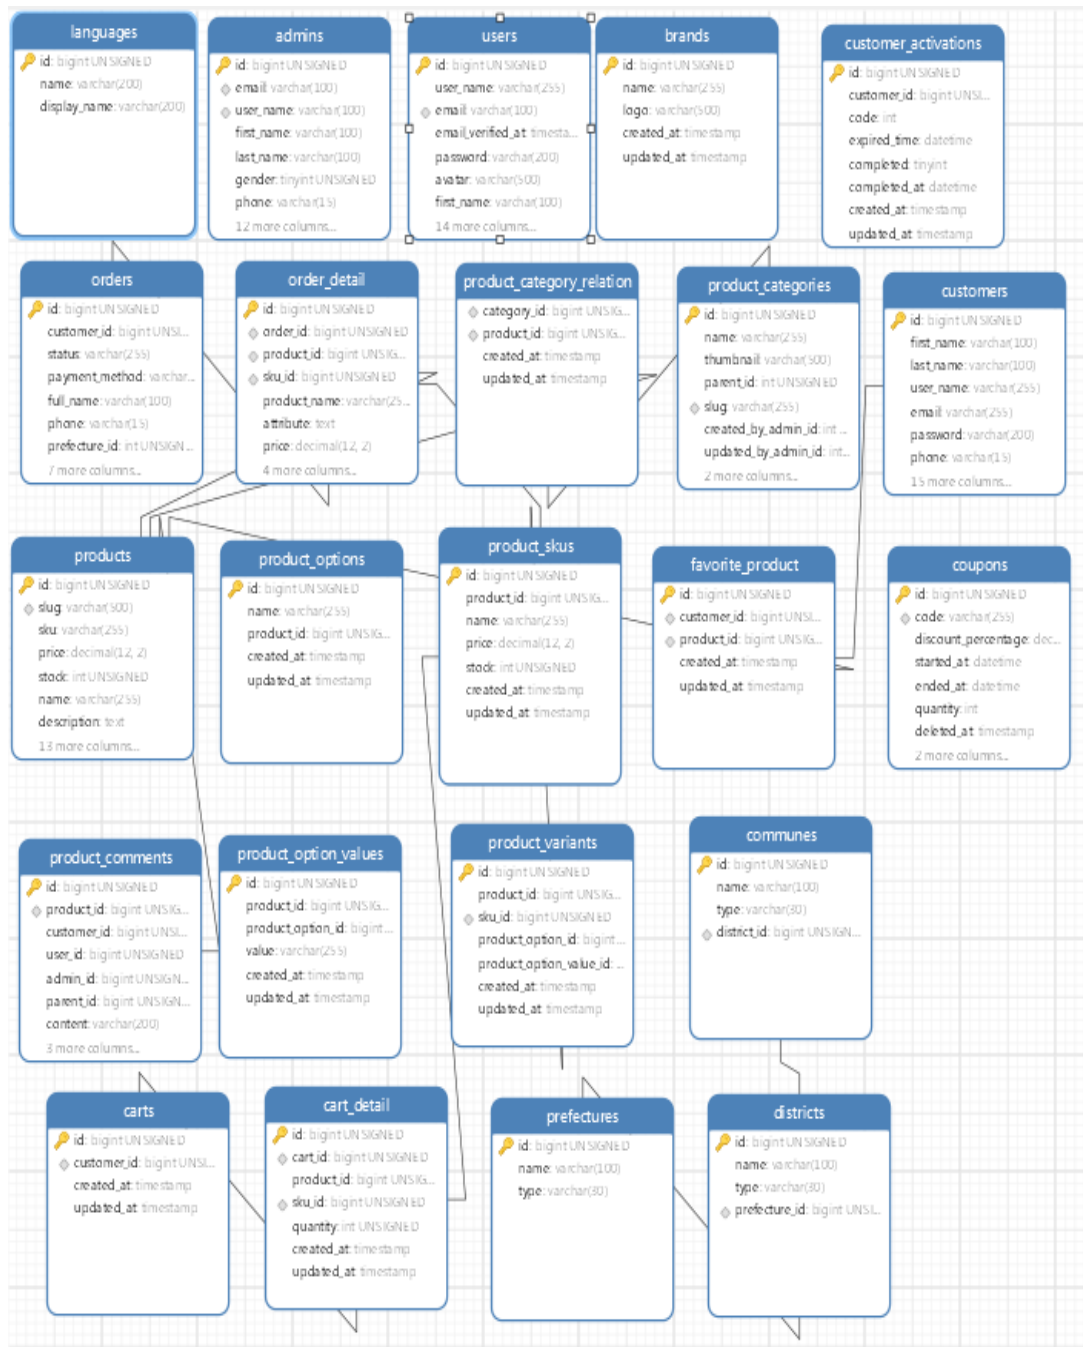 languages
id: bigint UNSIGNED
name: varchar(200)
display_name: varchar(200)
admins
id: bigint UNSIGNED
email: varchar(100)
user_name: varchar(100)
first_name: varchar(100)
last_name: varchar(100)
gender: tinyint UNSIGNED
phone: varchar(15)
12 more columns...
users
id: bigint UNSIGNED
user_name: varchar(255)
email: varchar(100)
email_verified_at: timesta...
password: varchar(200)
avatar: varchar(500)
first_name: varchar(100)
14 more columns...
brands
id: bigint UNSIGNED
name: varchar(255)
logo: varchar(500)
created_at: timestamp
updated_at: timestamp
customer_activations
id: bigint UNSIGNED
customer_id: bigint UNSI...
code: int
expired_time: datetime
completed: tinyint
completed_at: datetime
created_at: timestamp
updated_at: timestamp
orders
id: bigint UNSIGNED
customer_id: bigint UNSI...
status: varchar(255)
payment_method: varchar...
full_name: varchar(100)
phone: varchar(15)
prefecture_id: int UNSIGN...
7 more columns...
order_detail
id: bigint UNSIGNED
order_id: bigint UNSIGNED
product_id: bigint UNSIG...
sku_id: bigint UNSIGNED
product_name: varchar(25...
attribute: text
price: decimal(12, 2)
4 more columns...
product_category_relation
category_id: bigint UNSIG...
product_id: bigint UNSIG...
created_at: timestamp
updated_at: timestamp
product_categories
id: bigint UNSIGNED
name: varchar(255)
thumbnail: varchar(500)
parent_id: int UNSIGNED
slug: varchar(255)
created_by_admin_id: int ...
updated_by_admin_id: int...
2 more columns...
customers
id: bigint UNSIGNED
first_name: varchar(100)
last_name: varchar(100)
user_name: varchar(255)
email: varchar(255)
password: varchar(200)
phone: varchar(15)
15 more columns...
products
id: bigint UNSIGNED
slug: varchar(500)
sku: varchar(255)
price: decimal(12, 2)
stock: int UNSIGNED
name: varchar(255)
description: text
13 more columns...
product_options
id: bigint UNSIGNED
name: varchar(255)
product_id: bigint UNSIG...
created_at: timestamp
updated_at: timestamp
product_skus
id: bigint UNSIGNED
product_id: bigint UNSIG...
name: varchar(255)
price: decimal(12, 2)
stock: int UNSIGNED
created_at: timestamp
updated_at: timestamp
favorite_product
id: bigint UNSIGNED
customer_id: bigint UNSI...
product_id: bigint UNSIG...
created_at: timestamp
updated_at: timestamp
coupons
id: bigint UNSIGNED
code: varchar(255)
discount_percentage: dec...
started_at: datetime
ended_at: datetime
quantity: int
deleted_at: timestamp
2 more columns...
product_comments
id: bigint UNSIGNED
product_id: bigint UNSIG...
customer_id: bigint UNSI...
user_id: bigint UNSIGNED
admin_id: bigint UNSIGN...
parent_id: bigint UNSIGN...
content: varchar(200)
3 more columns...
product_option_values
id: bigint UNSIGNED
product_id: bigint UNSIG...
product_option_id: bigint...
value: varchar(255)
created_at: timestamp
updated_at: timestamp
product_variants
id: bigint UNSIGNED
product_id: bigint UNSIG...
sku_id: bigint UNSIGNED
product_option_id: bigint...
product_option_value_id: ...
created_at: timestamp
updated_at: timestamp
communes
id: bigint UNSIGNED
name: varchar(100)
type: varchar(30)
district_id: bigint UNSIGN...
carts
id: bigint UNSIGNED
customer_id: bigint UNSI...
created_at: timestamp
updated_at: timestamp
cart_detail
id: bigint UNSIGNED
cart_id: bigint UNSIGNED
product_id: bigint UNSIG...
sku_id: bigint UNSIGNED
quantity: int UNSIGNED
created_at: timestamp
updated_at: timestamp
prefectures
id: bigint UNSIGNED
name: varchar(100)
type: varchar(30)
districts
id: bigint UNSIGNED
name: varchar(100)
type: varchar(30)
prefecture_id: bigint UNSI...